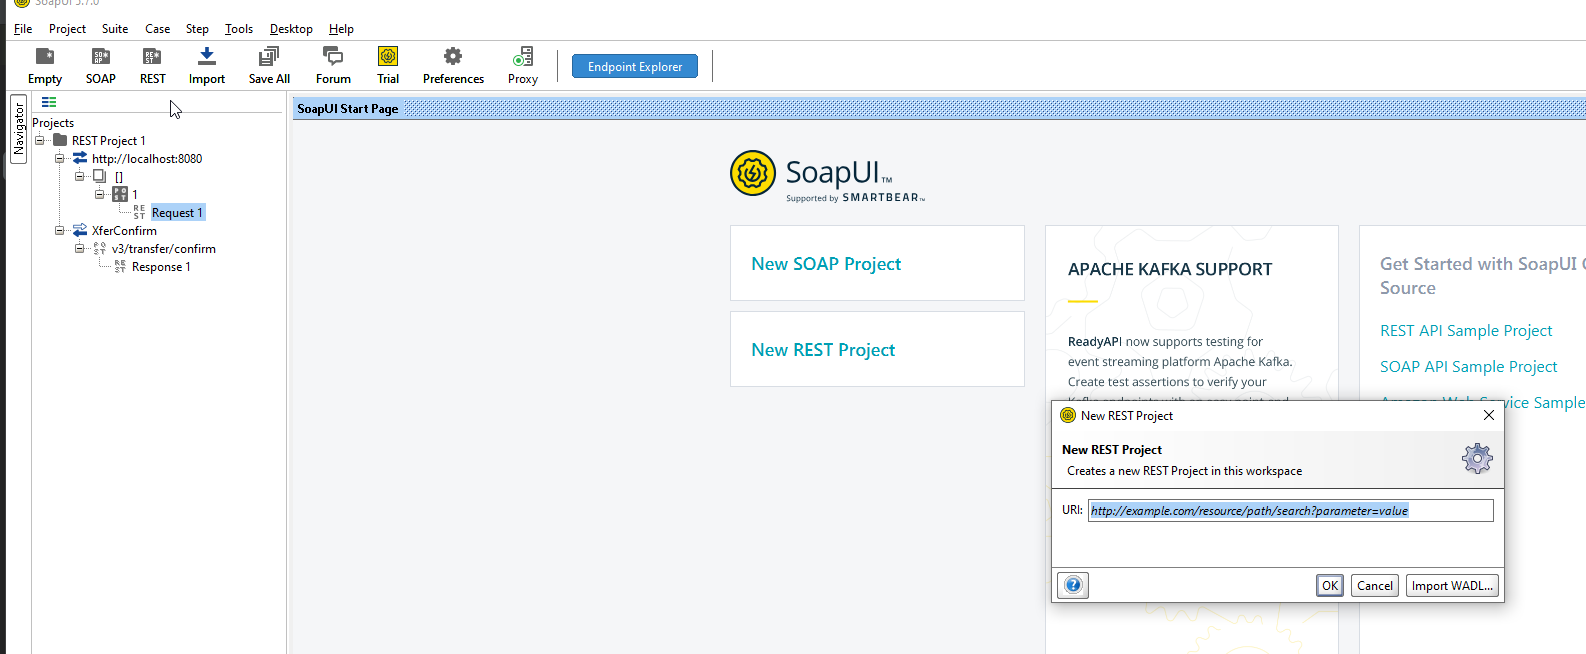 SoapUI 5.7.0
File Project Suite Case Step Tools Desktop Help
Empty SOAP REST Import Save All Forum Trial Preferences Proxy Endpoint Explorer
Navigator
Projects
REST Project 1
http://localhost:8080
[]
1
Request 1
XferConfirm
v3/transfer/confirm
Response 1
SoapUI Start Page
SoapUI™
Supported by SMARTBEAR™
New SOAP Project
New REST Project
APACHE KAFKA SUPPORT
ReadyAPI now supports testing for
event streaming platform Apache Kafka.
Create test assertions to verify your
Get Started with SoapUI
Source
REST API Sample Project
SOAP API Sample Project
Amazon Web Service Sample
New REST Project
New REST Project
Creates a new REST Project in this workspace
URI: http://example.com/resource/path/search?parameter=value
? OK Cancel Import WADL...